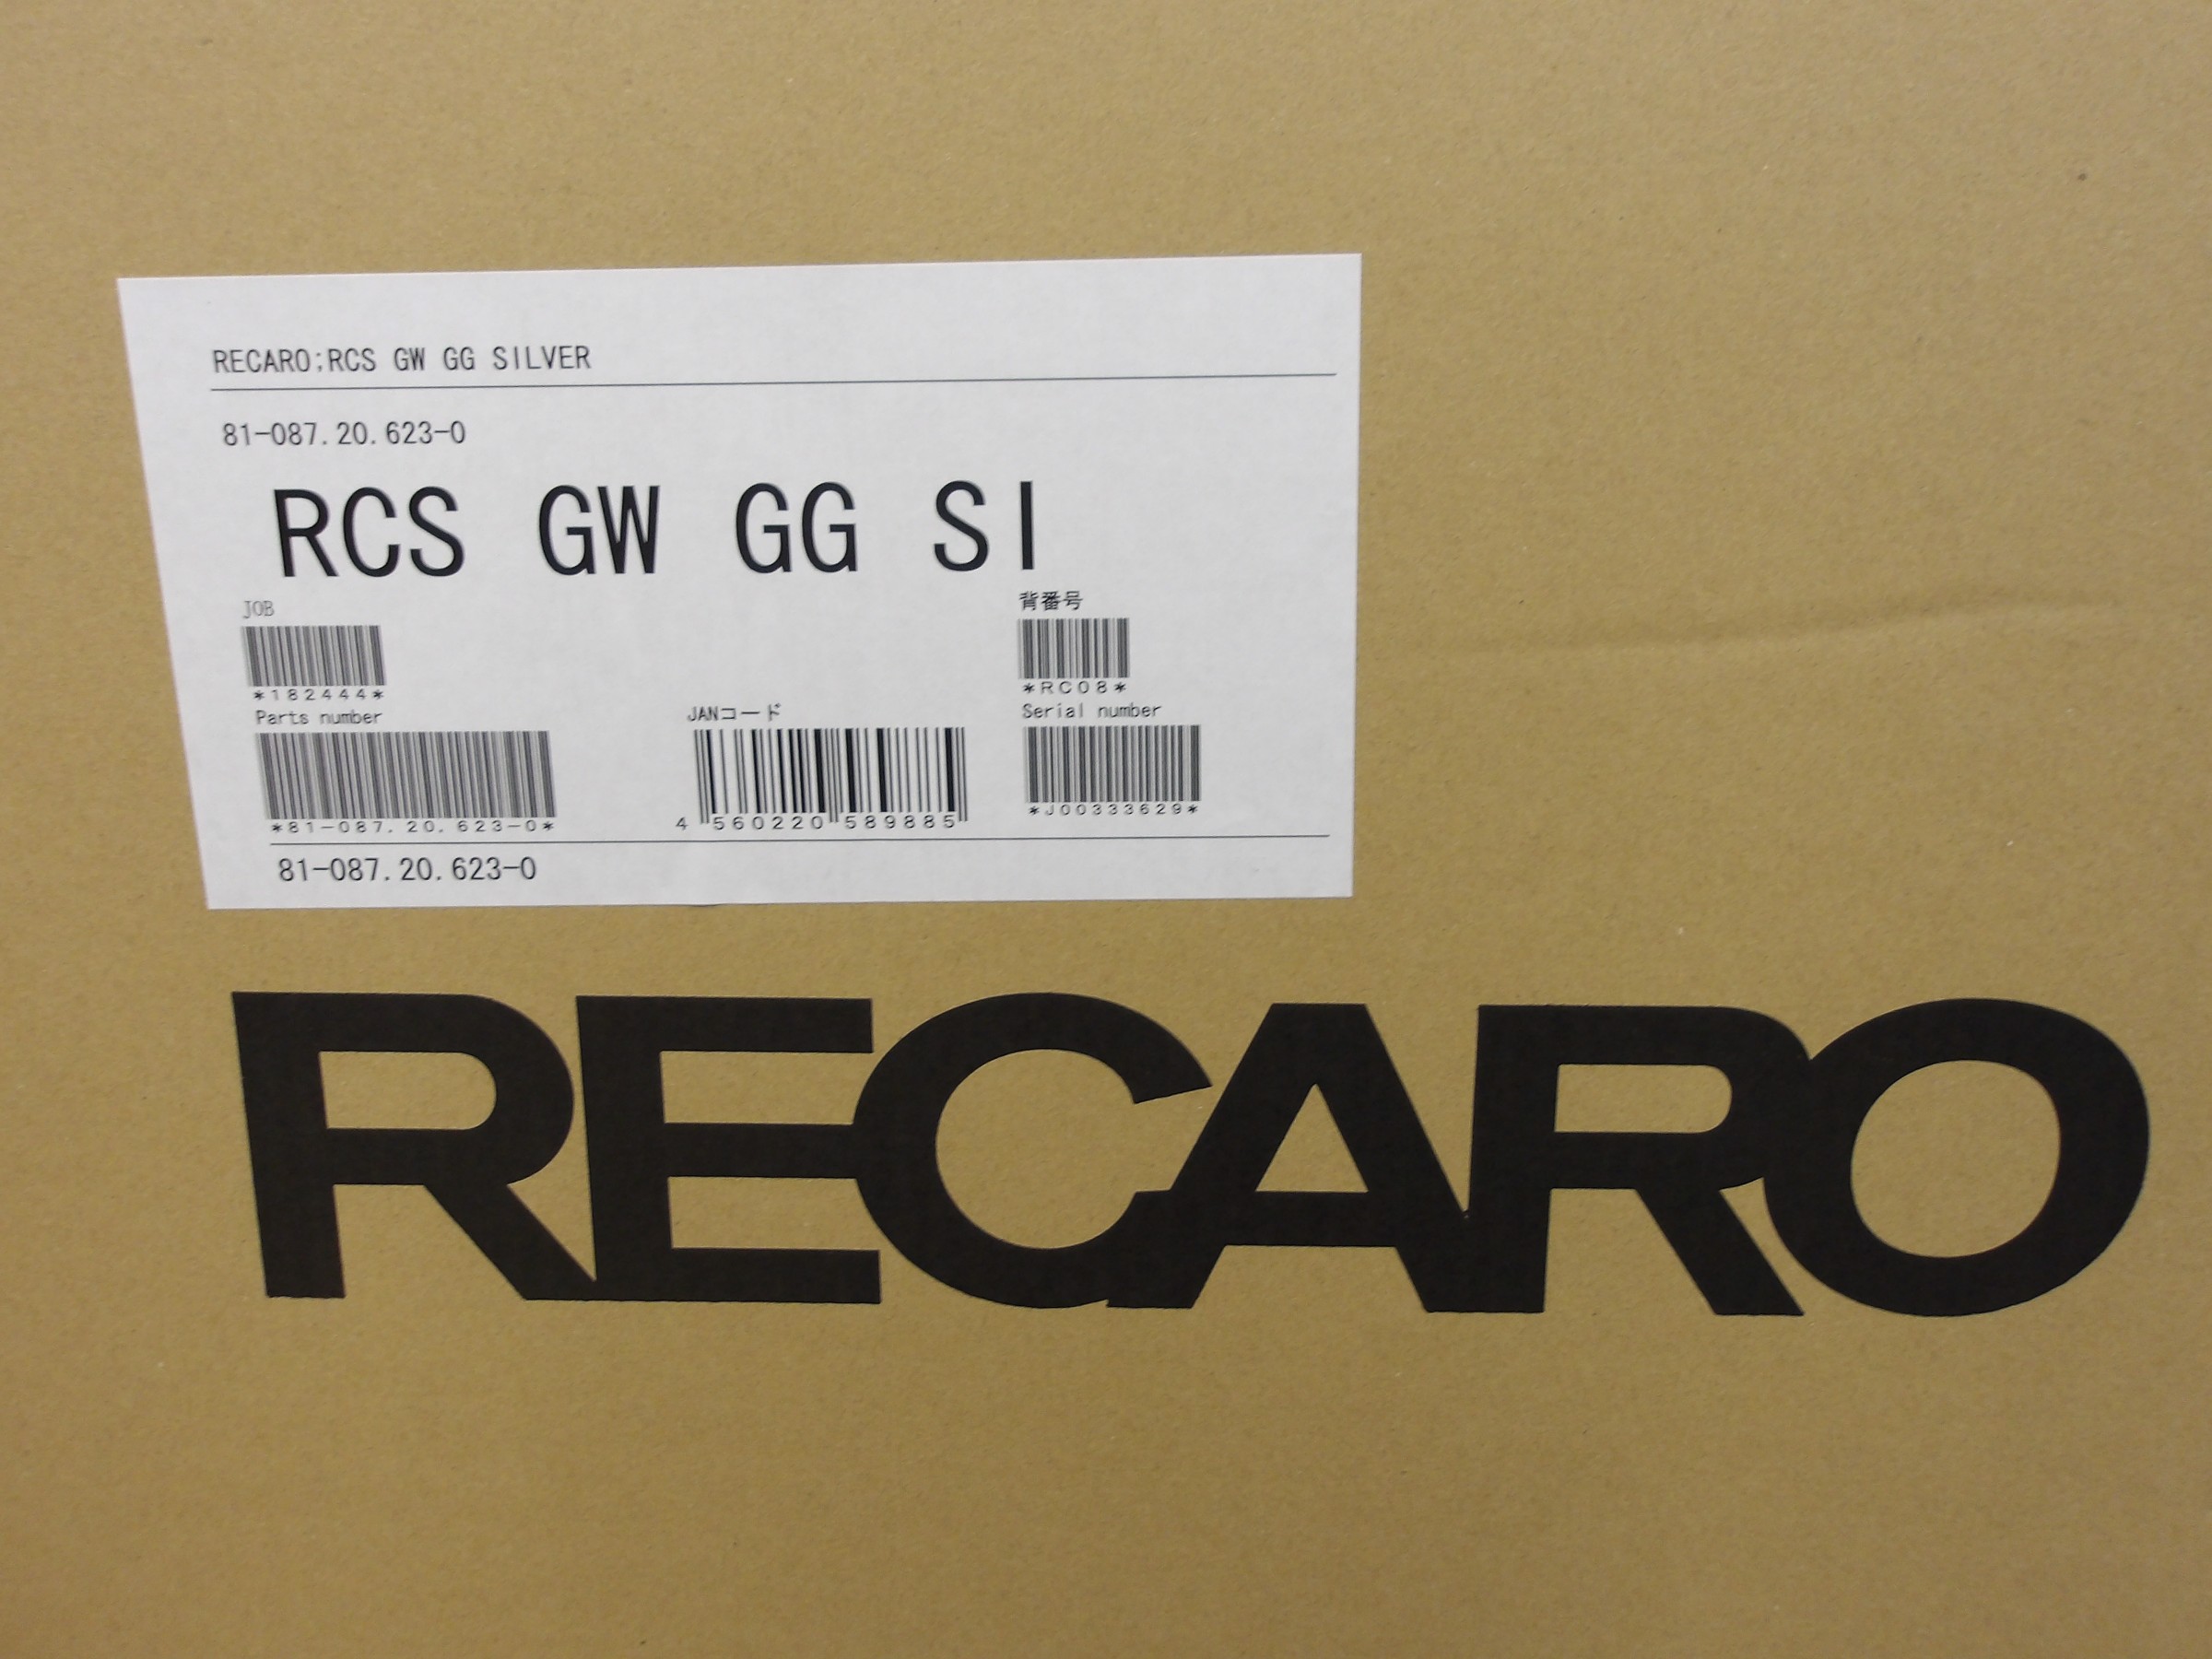 RECARO;RCS GW GG SILVER
81-087.20.623-0
RCS GW GG SI
JOB
*182444*
背番号
*RC08*
Parts number
*81-087.20.623-0*
JANコード
4 560220 589885
Serial number
*J00333629*
81-087.20.623-0
RECARO